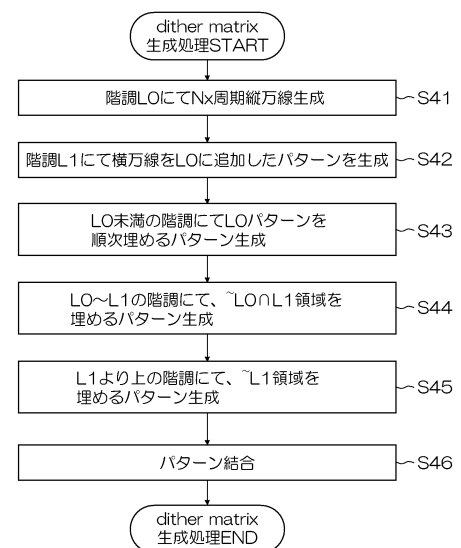 dither matrix
生成処理START
階調L0にてNx周期縦万線生成
S41
階調L1にて横万線をL0に追加したパターンを生成
S42
L0未満の階調にてL0パターンを
順次埋めるパターン生成
S43
L0～L1の階調にて、~L0∩L1領域を
埋めるパターン生成
S44
L1より上の階調にて、~L1領域を
埋めるパターン生成
S45
パターン結合
S46
dither matrix
生成処理END